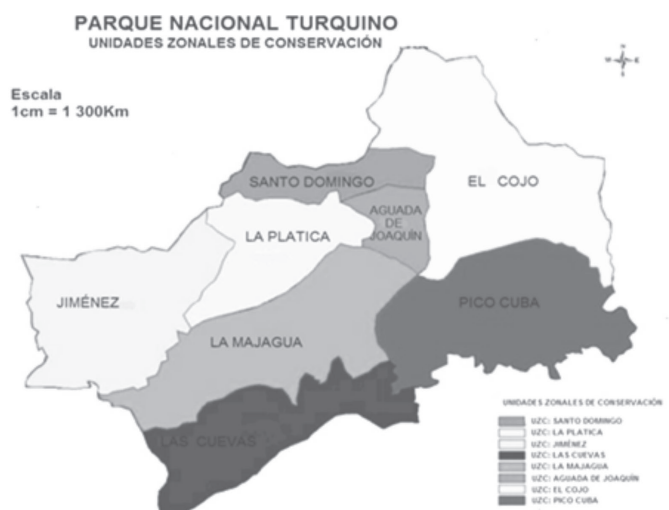 PARQUE NACIONAL TURQUINO
UNIDADES ZONALES DE CONSERVACIÓN
Escala
1cm = 1 300Km
N
W
E
S
SANTO DOMINGO
EL COJO
AGUADA
DE
JOAQUÍN
LA PLATICA
JIMÉNEZ
PICO CUBA
LA MAJAGUA
LAS CUEVAS
UNIDADES ZONALES DE CONSERVACIÓN
UZC: SANTO DOMINGO
UZC: LA PLATICA
UZC: JIMÉNEZ
UZC: LAS CUEVAS
UZC: LA MAJAGUA
UZC: AGUADA DE JOAQUÍN
UZC: EL COJO
UZC: PICO CUBA